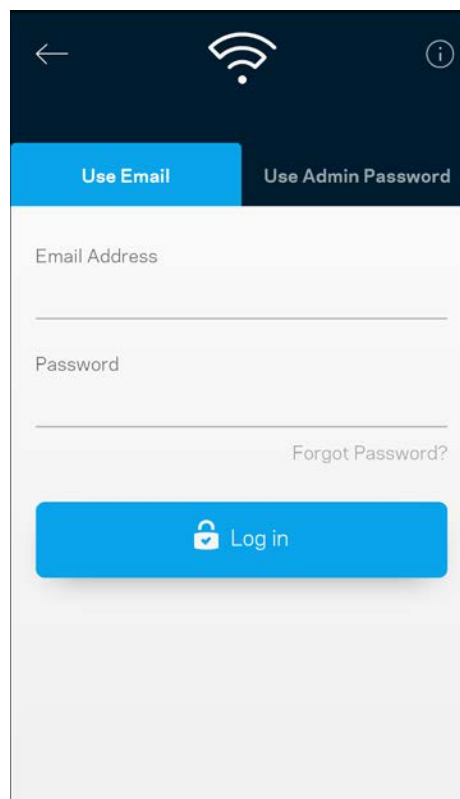 Use Email
Use Admin Password
Email Address
Password
Forgot Password?
Log in